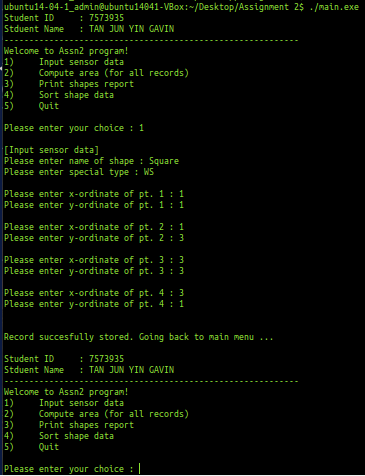 ubuntu14-04-1_admin@ubuntu14041-VBox:~/Desktop/Assignment 2$ ./main.exe
Student ID     : 7573935
Stduent Name   : TAN JUN YIN GAVIN
------------------------------------------------------------
Welcome to Assn2 program!
1)     Input sensor data
2)     Compute area (for all records)
3)     Print shapes report
4)     Sort shape data
5)     Quit
Please enter your choice : 1
[Input sensor data]
Please enter name of shape : Square
Please enter special type : WS
Please enter x-ordinate of pt. 1 : 1
Please enter y-ordinate of pt. 1 : 1
Please enter x-ordinate of pt. 2 : 1
Please enter y-ordinate of pt. 2 : 3
Please enter x-ordinate of pt. 3 : 3
Please enter y-ordinate of pt. 3 : 3
Please enter x-ordinate of pt. 4 : 3
Please enter y-ordinate of pt. 4 : 1
Record succesfully stored. Going back to main menu ...
Student ID     : 7573935
Stduent Name   : TAN JUN YIN GAVIN
------------------------------------------------------------
Welcome to Assn2 program!
1)     Input sensor data
2)     Compute area (for all records)
3)     Print shapes report
4)     Sort shape data
5)     Quit
Please enter your choice :